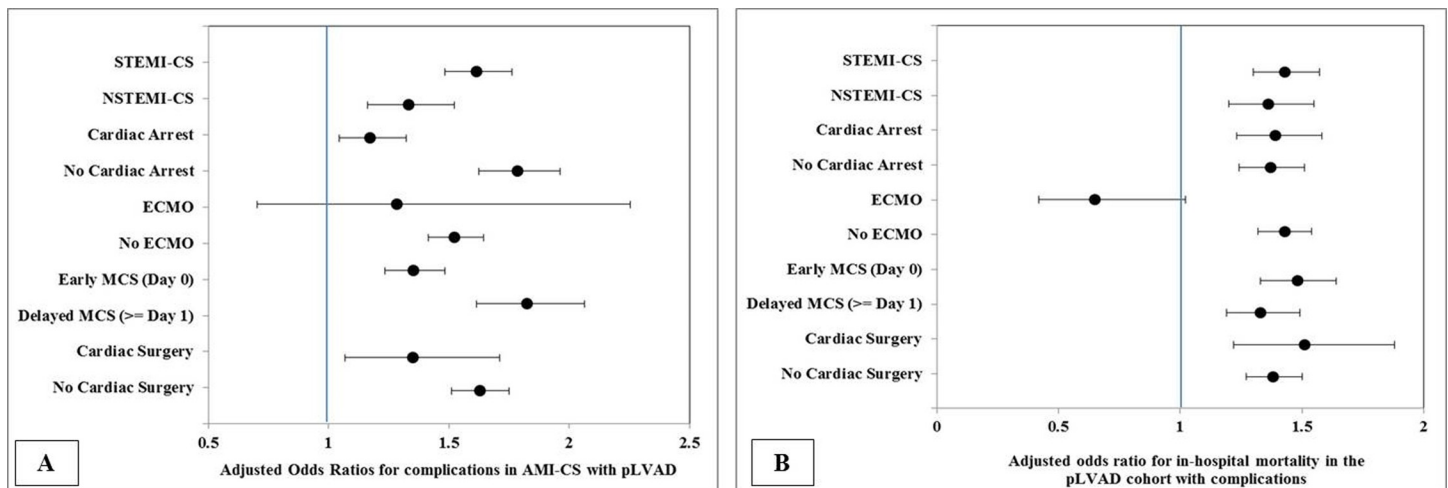 STEMI-CS
NSTEMI-CS
Cardiac Arrest
No Cardiac Arrest
ECMO
No ECMO
Early MCS (Day 0)
Delayed MCS (>= Day 1)
Cardiac Surgery
No Cardiac Surgery
0.5 1 1.5 2 2.5
A
Adjusted Odds Ratios for complications in AMI-CS with pLVAD
STEMI-CS
NSTEMI-CS
Cardiac Arrest
No Cardiac Arrest
ECMO
No ECMO
Early MCS (Day 0)
Delayed MCS (>= Day 1)
Cardiac Surgery
No Cardiac Surgery
0 0.5 1 1.5 2
B
Adjusted odds ratio for in-hospital mortality in the
pLVAD cohort with complications